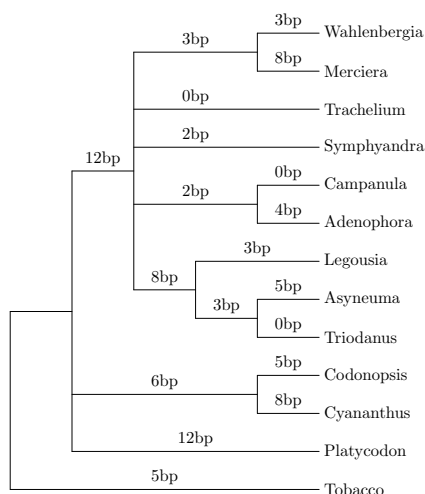 3bp
Wahlenbergia
3bp
8bp
Merciera
0bp
Trachelium
2bp
Symphyandra
12bp
0bp
Campanula
2bp
4bp
Adenophora
3bp
Legousia
8bp
5bp
Asyneuma
3bp
0bp
Triodanus
5bp
Codonopsis
6bp
8bp
Cyananthus
12bp
Platycodon
5bp
Tobacco